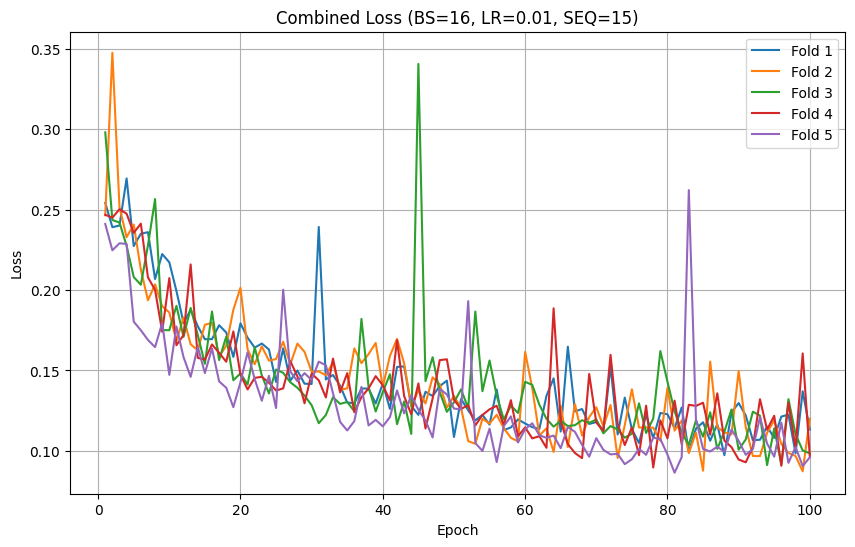 Combined Loss (BS=16, LR=0.01, SEQ=15)
Fold 1
Fold 2
Fold 3
Fold 4
Fold 5
Loss
0.35
0.30
0.25
0.20
0.15
0.10
0 20 40 60 80 100
Epoch